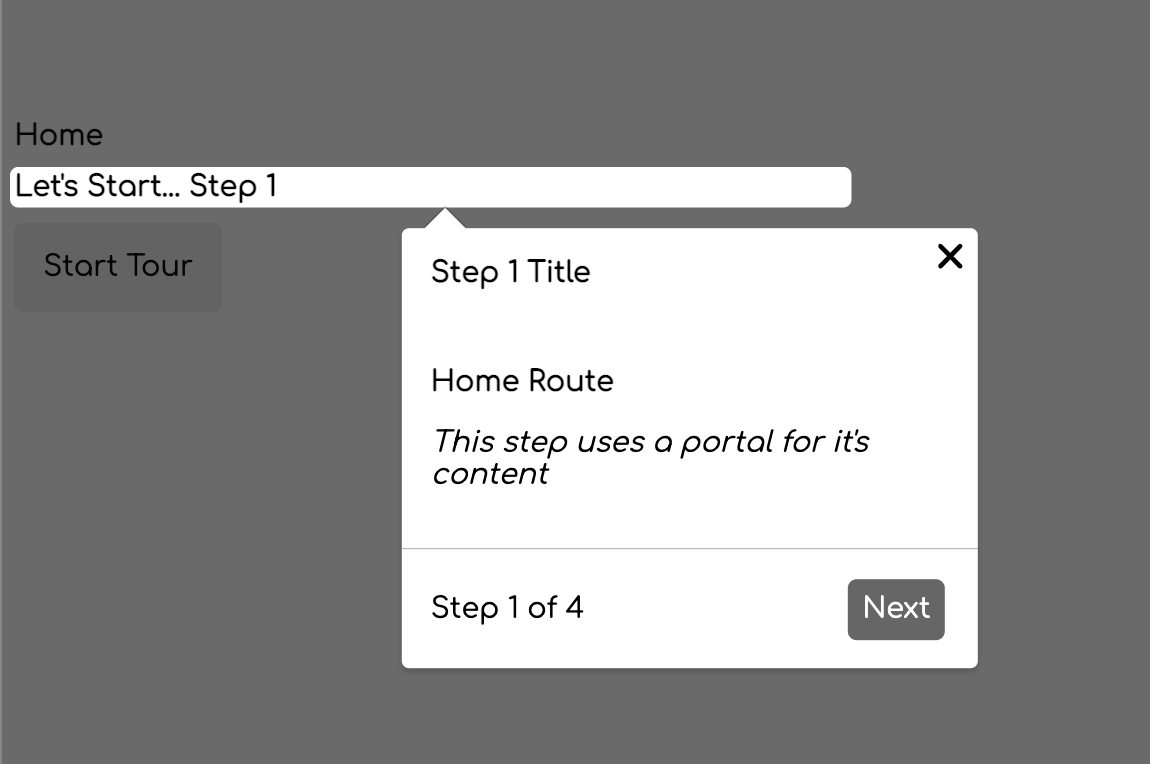 Home
Let's Start... Step 1
Start Tour
Step 1 Title
Home Route
This step uses a portal for it's
content
Step 1 of 4
Next